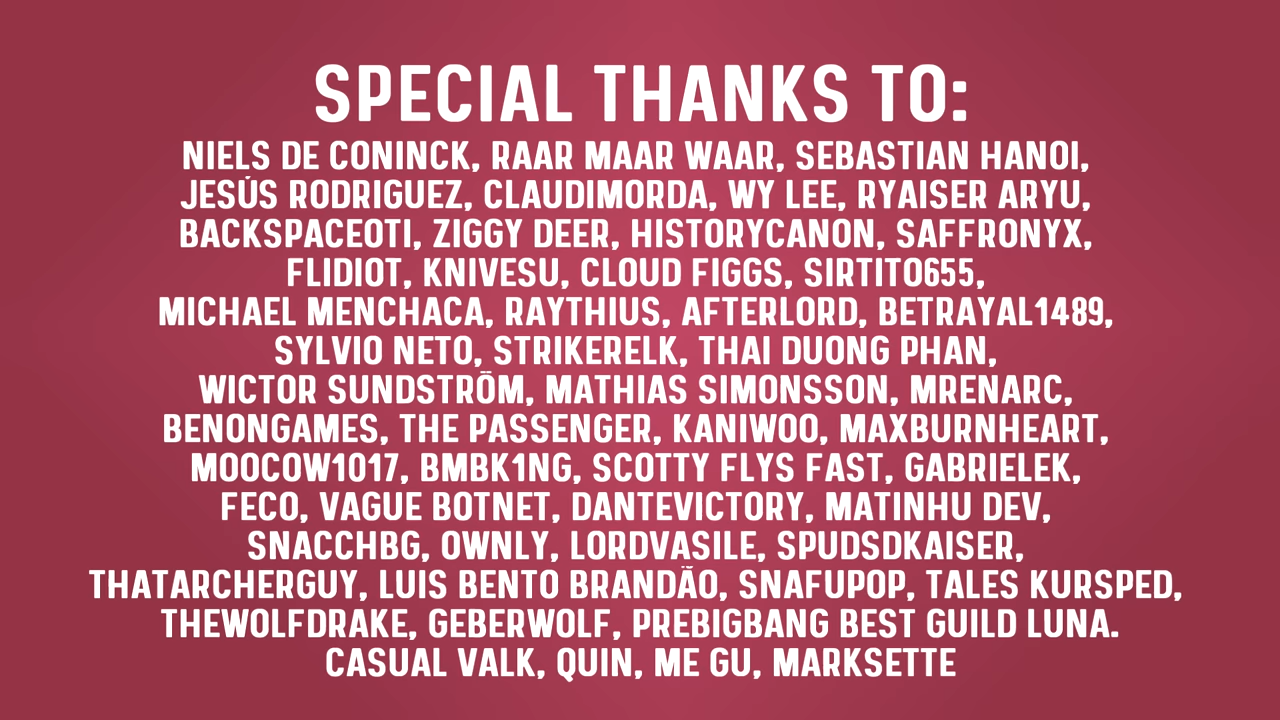 SPECIAL THANKS TO:
NIELS DE CONINCK, RAAR MAAR WAAR, SEBASTIAN HANOI,
JESÚS RODRIGUEZ, CLAUDIMORDA, WY LEE, RYAISER ARYU,
BACKSPACEOTI, ZIGGY DEER, HISTORYCANON, SAFFRONYX,
FLIDIOT, KNIVESU, CLOUD FIGGS, SIRTITO655,
MICHAEL MENCHACA, RAYTHIUS, AFTERLORD, BETRAYAL1489,
SYLVIO NETO, STRIKERELK, THAI DUONG PHAN,
WICTOR SUNDSTRÖM, MATHIAS SIMONSSON, MRENARC,
BENONGAMES, THE PASSENGER, KANIWOO, MAXBURNHEART,
MOOCOW1017, BMBK1NG, SCOTTY FLYS FAST, GABRIELEK,
FECO, VAGUE BOTNET, DANTEVICTORY, MATINHU DEV,
SNACCHBG, OWNLY, LORDVASILE, SPUDSDKAISER,
THATARCHERGUY, LUIS BENTO BRANDÃO, SNAFUPOP, TALES KURSPED,
THEWOLFDRAKE, GEBERWOLF, PREBIGBANG BEST GUILD LUNA.
CASUAL VALK, QUIN, ME GU, MARKSETTE